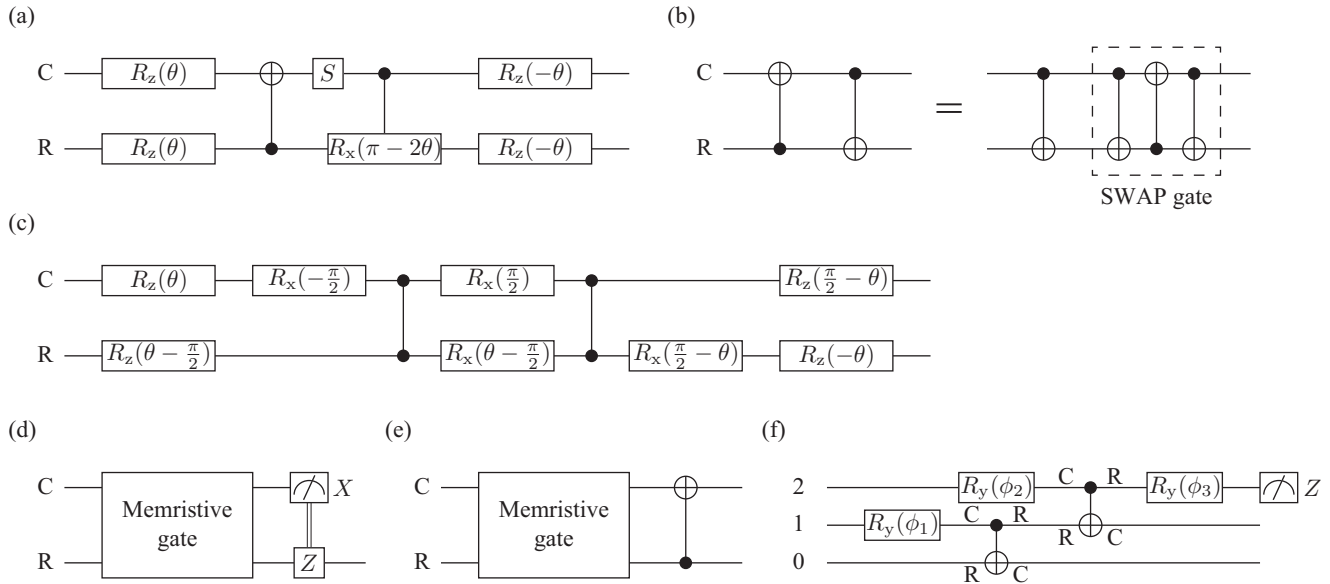 (a)
C R_z(θ) S R_z(−θ)
R R_z(θ) R_x(π − 2θ) R_z(−θ)
(b)
C
R
=
SWAP gate
(c)
C R_z(θ) R_x(−π/2) R_x(π/2) R_z(π/2 − θ)
R R_z(θ − π/2) R_x(θ − π/2) R_x(π/2 − θ) R_z(−θ)
(d)
C X
Memristive
gate
R Z
(e)
C
Memristive
gate
R
(f)
2 R_y(ϕ_2) C R R_y(ϕ_3) Z
1 R_y(ϕ_1) C R R C
0 R C